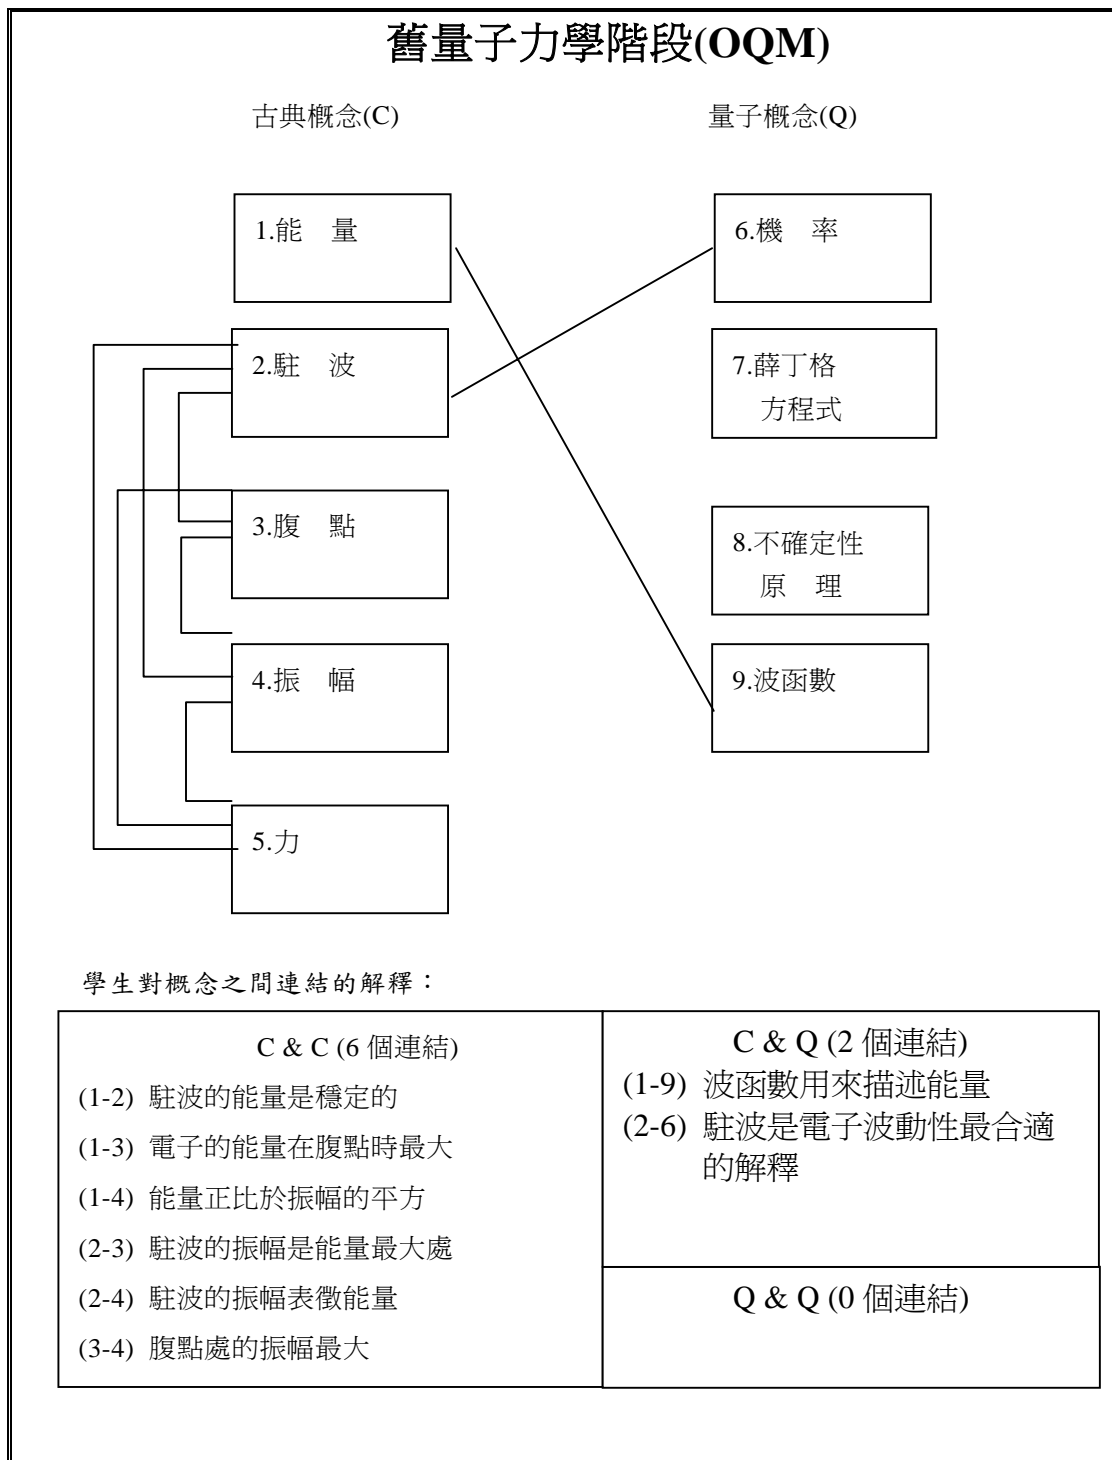 舊量子力學階段(OQM)
古典概念(C)
量子概念(Q)
1.能 量
6.機 率
2.駐 波
7.薛丁格
方程式
3.腹 點
8.不確定性
原 理
4.振 幅
9.波函數
5.力
學生對概念之間連結的解釋：
C & C (6 個連結)
(1-2) 駐波的能量是穩定的
(1-3) 電子的能量在腹點時最大
(1-4) 能量正比於振幅的平方
(2-3) 駐波的振幅是能量最大處
(2-4) 駐波的振幅表徵能量
(3-4) 腹點處的振幅最大
C & Q (2 個連結)
(1-9) 波函數用來描述能量
(2-6) 駐波是電子波動性最合適
的解釋
Q & Q (0 個連結)